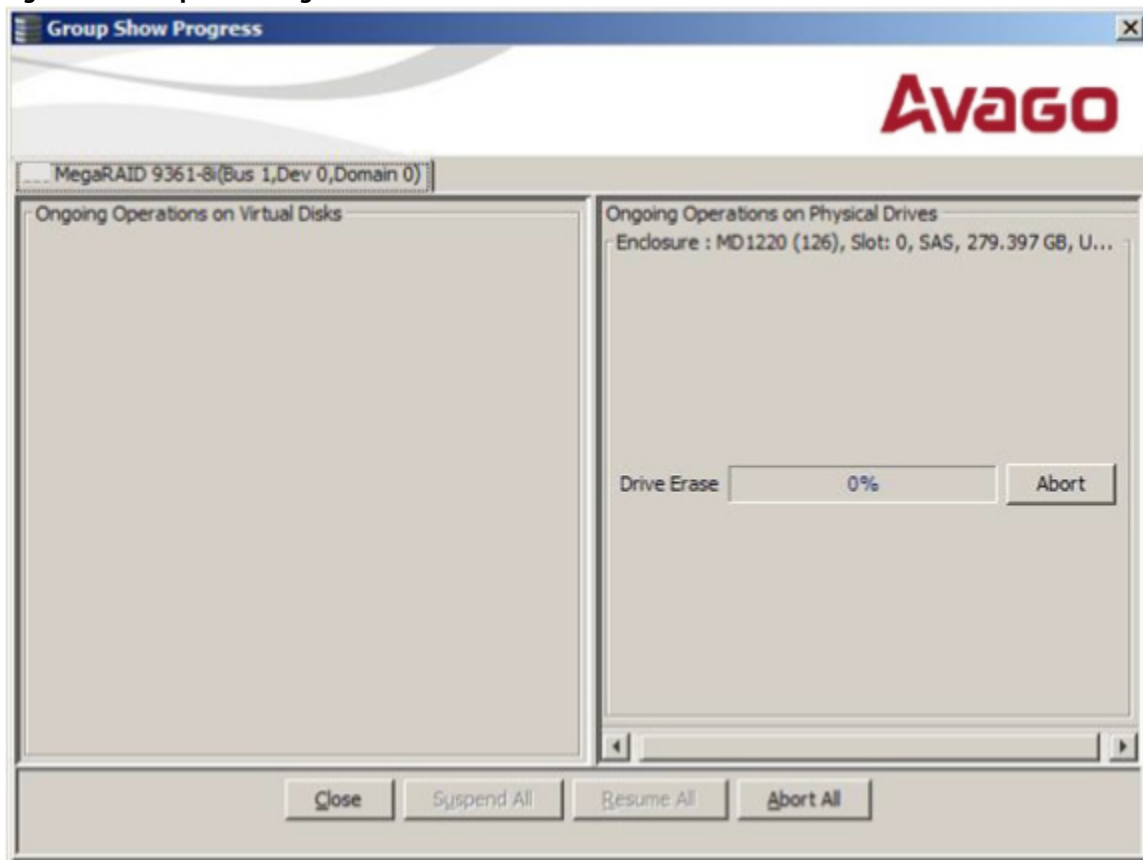 Group Show Progress
Avago
MegaRAID 9361-8i(Bus 1,Dev 0,Domain 0)
Ongoing Operations on Virtual Disks
Ongoing Operations on Physical Drives
Enclosure : MD1220 (126), Slot: 0, SAS, 279.397 GB, U...
Drive Erase 0% Abort
Close Suspend All Resume All Abort All